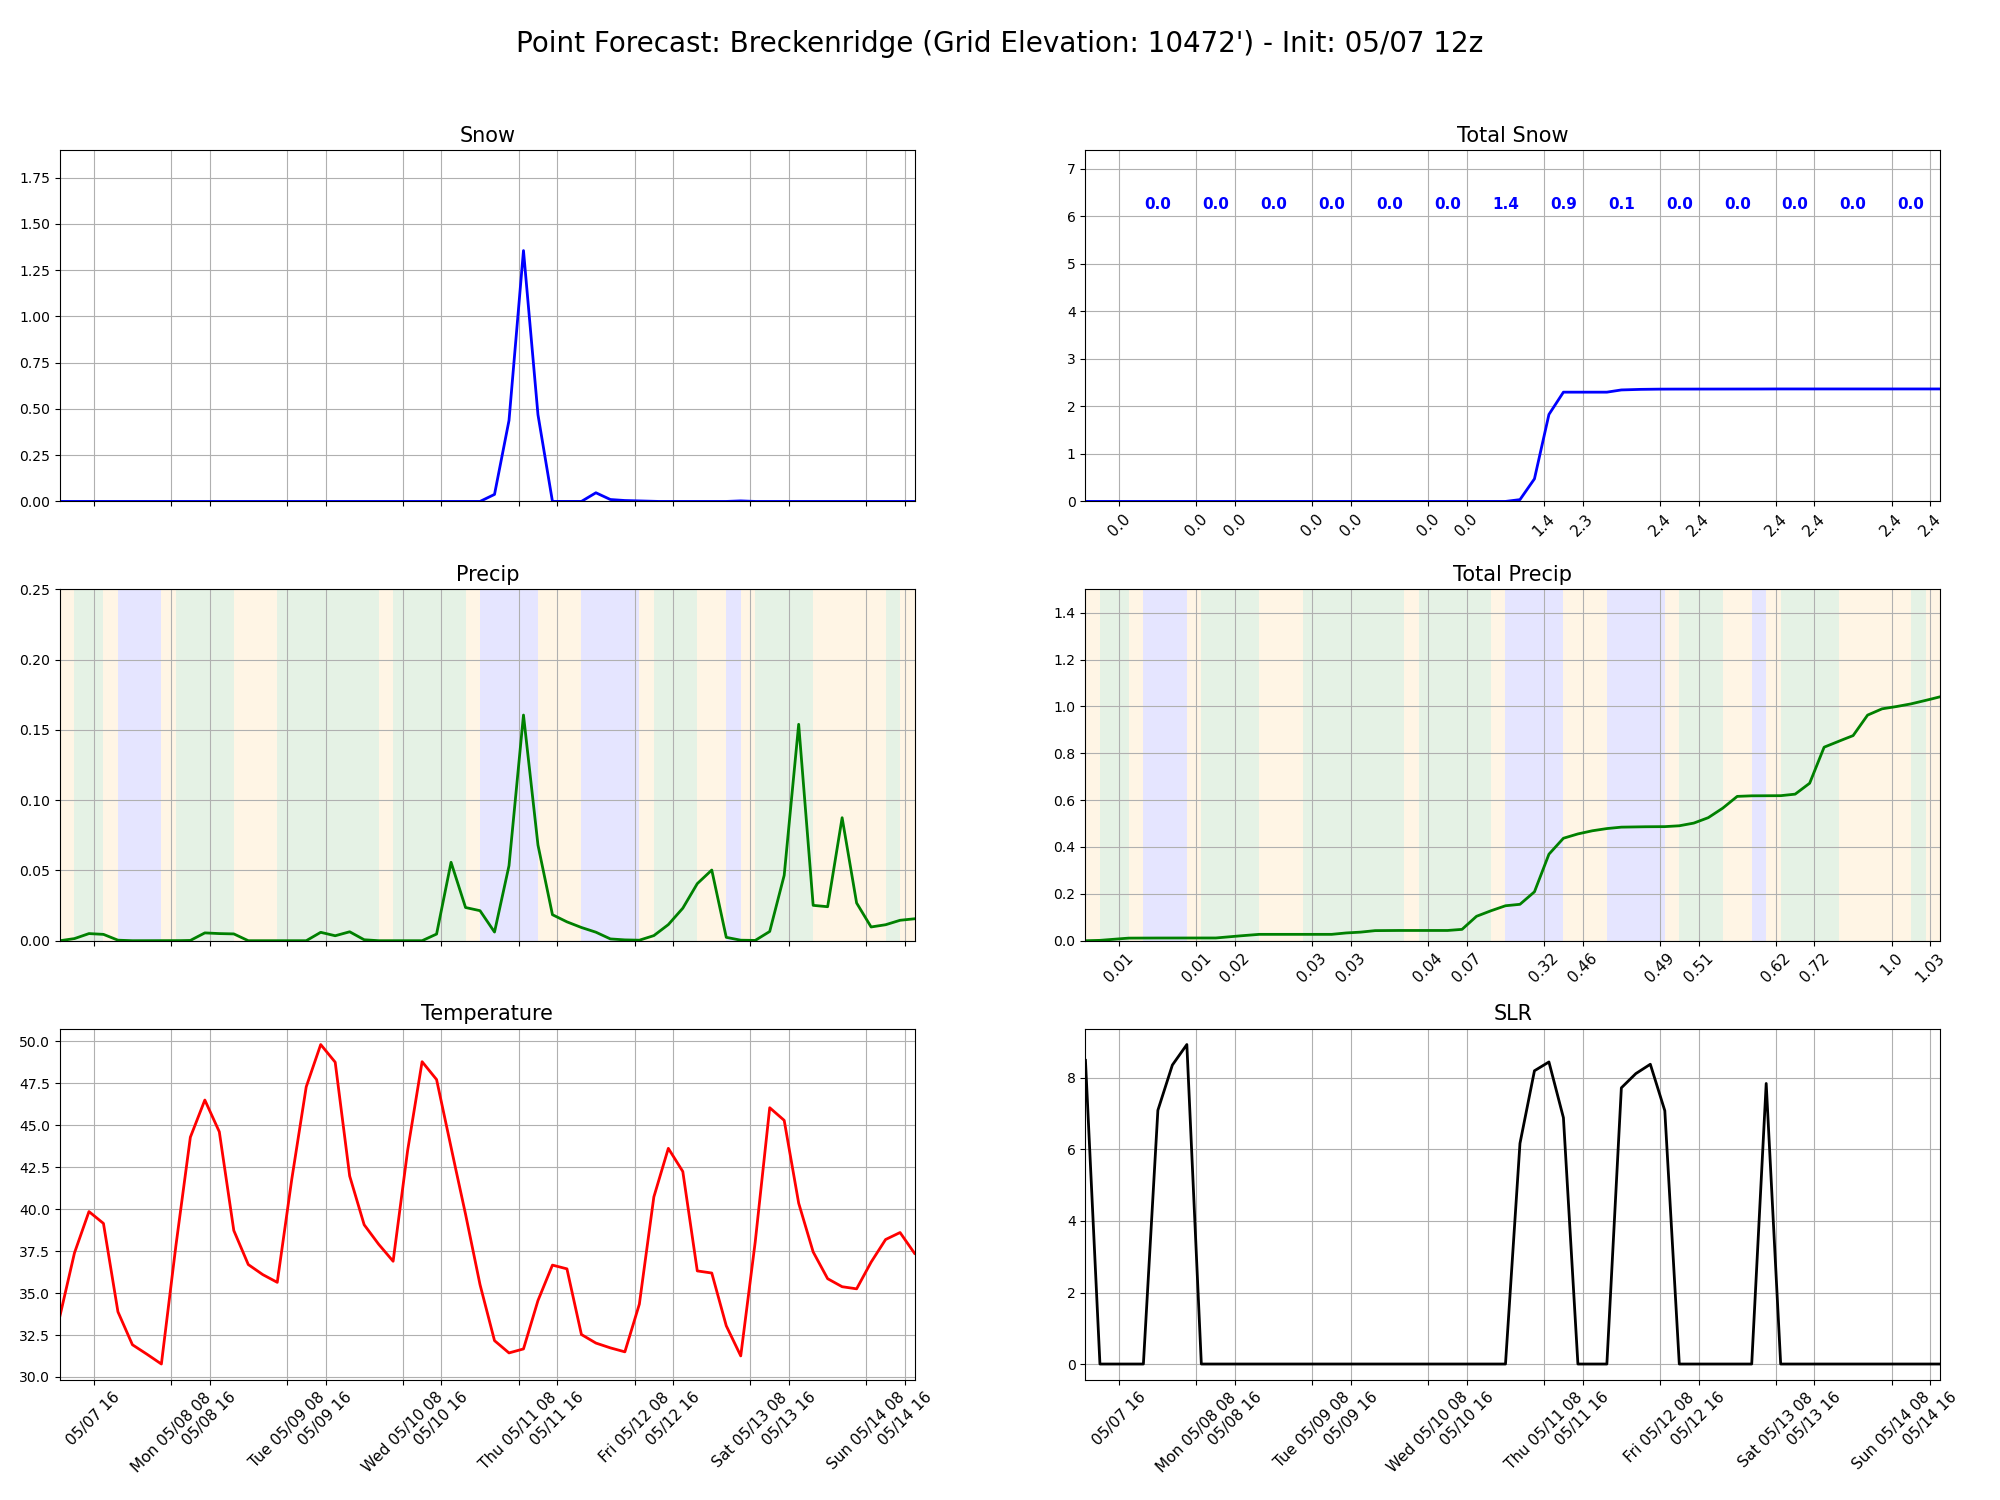 Point Forecast: Breckenridge (Grid Elevation: 10472') - Init: 05/07 12z
Snow
1.75
1.50
1.25
1.00
0.75
0.50
0.25
0.00
Total Snow
7
6
5
4
3
2
1
0
0.0 0.0 0.0 0.0 0.0 0.0 1.4 0.9 0.1 0.0 0.0 0.0 0.0 0.0
0.0 0.0 0.0 0.0 0.0 0.0 0.0 1.4 2.3 2.4 2.4 2.4 2.4 2.4 2.4
Precip
0.25
0.20
0.15
0.10
0.05
0.00
Total Precip
1.4
1.2
1.0
0.8
0.6
0.4
0.2
0.0
0.01 0.01 0.02 0.03 0.03 0.04 0.07 0.32 0.46 0.49 0.51 0.62 0.72 1.0 1.03
Temperature
50.0
47.5
45.0
42.5
40.0
37.5
35.0
32.5
30.0
05/07 16
Mon 05/08 08
05/08 16
Tue 05/09 08
05/09 16
Wed 05/10 08
05/10 16
Thu 05/11 08
05/11 16
Fri 05/12 08
05/12 16
Sat 05/13 08
05/13 16
Sun 05/14 08
05/14 16
SLR
8
6
4
2
0
05/07 16
Mon 05/08 08
05/08 16
Tue 05/09 08
05/09 16
Wed 05/10 08
05/10 16
Thu 05/11 08
05/11 16
Fri 05/12 08
05/12 16
Sat 05/13 08
05/13 16
Sun 05/14 08
05/14 16